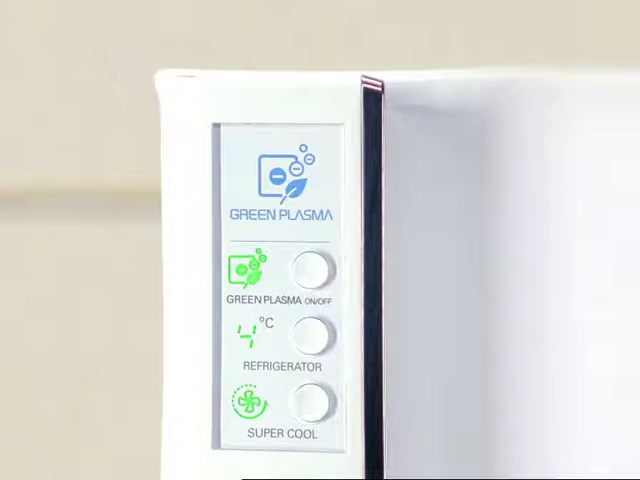 GREEN PLASMA
GREEN PLASMA ON/OFF
4 °C
REFRIGERATOR
SUPER COOL